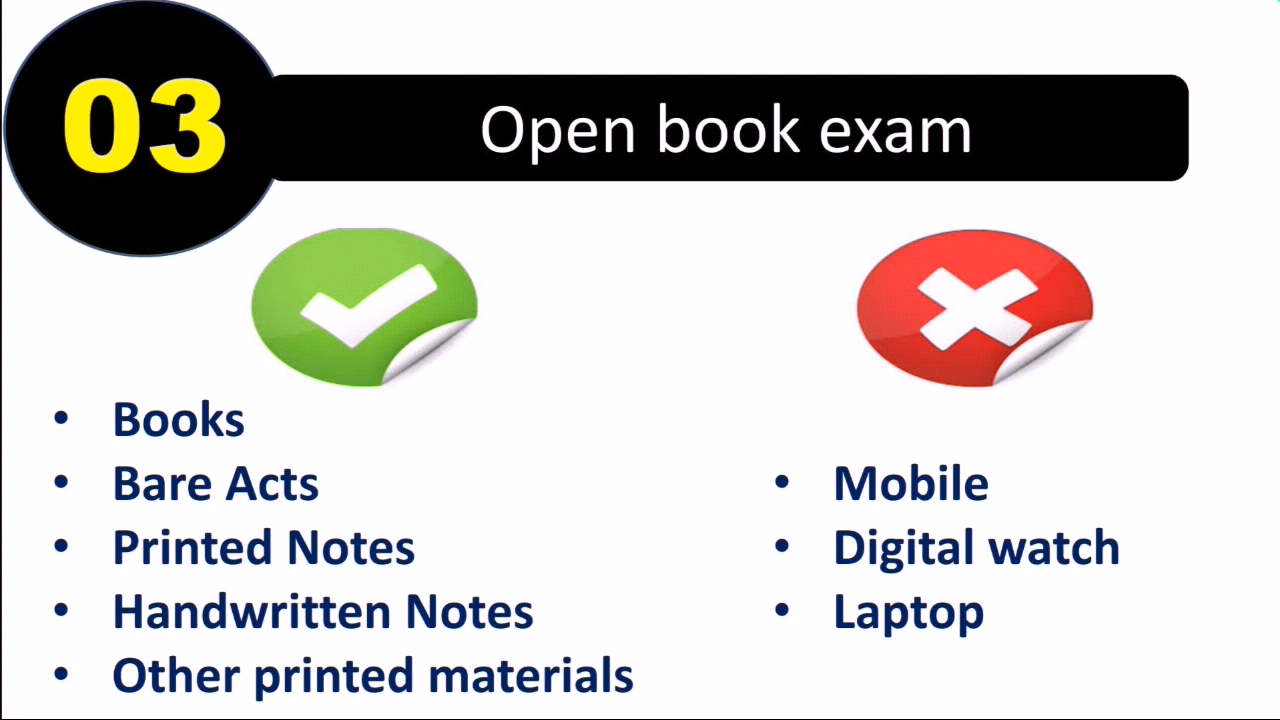 03
Open book exam
• Books
• Bare Acts
• Printed Notes
• Handwritten Notes
• Other printed materials
• Mobile
• Digital watch
• Laptop